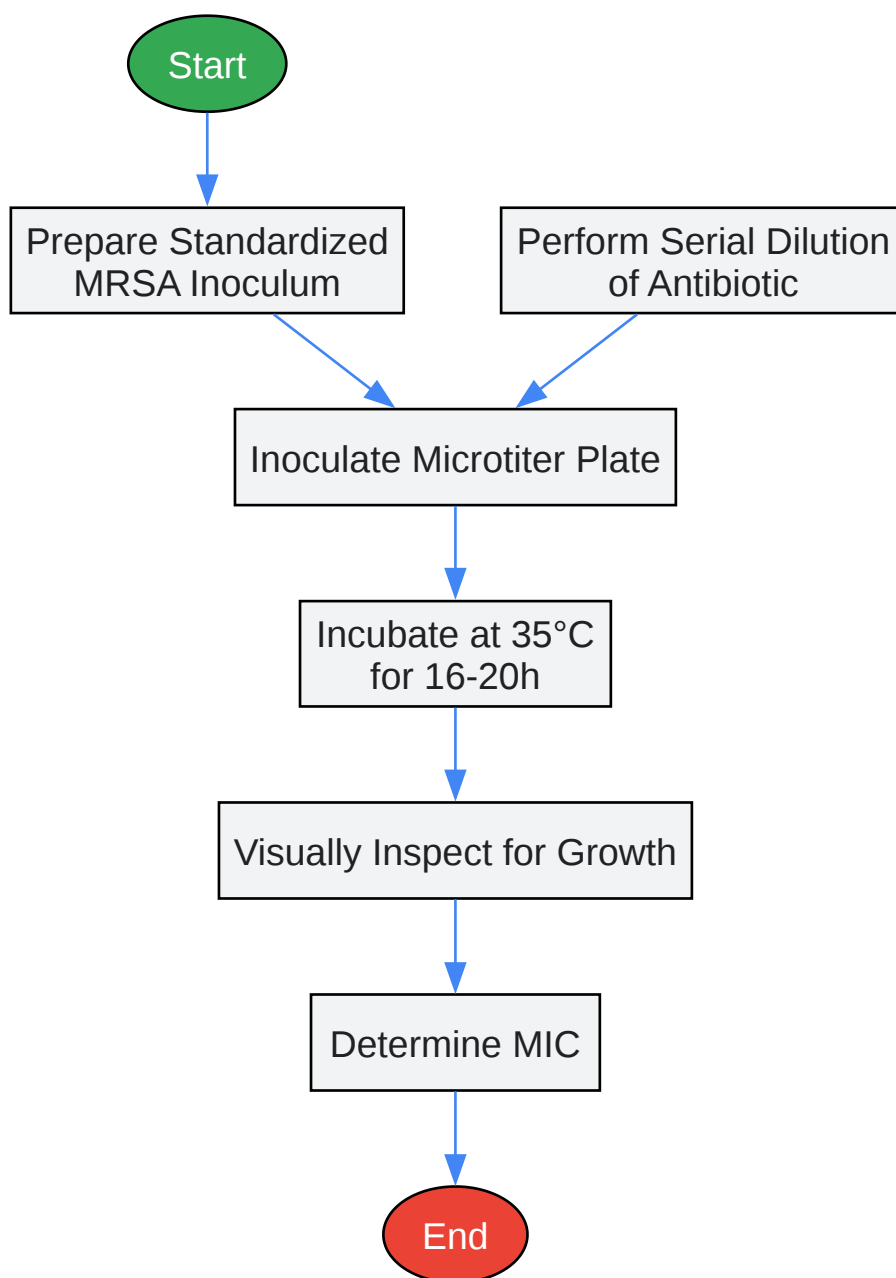 Start
Prepare Standardized
MRSA Inoculum
Perform Serial Dilution
of Antibiotic
Inoculate Microtiter Plate
Incubate at 35°C
for 16-20h
Visually Inspect for Growth
Determine MIC
End